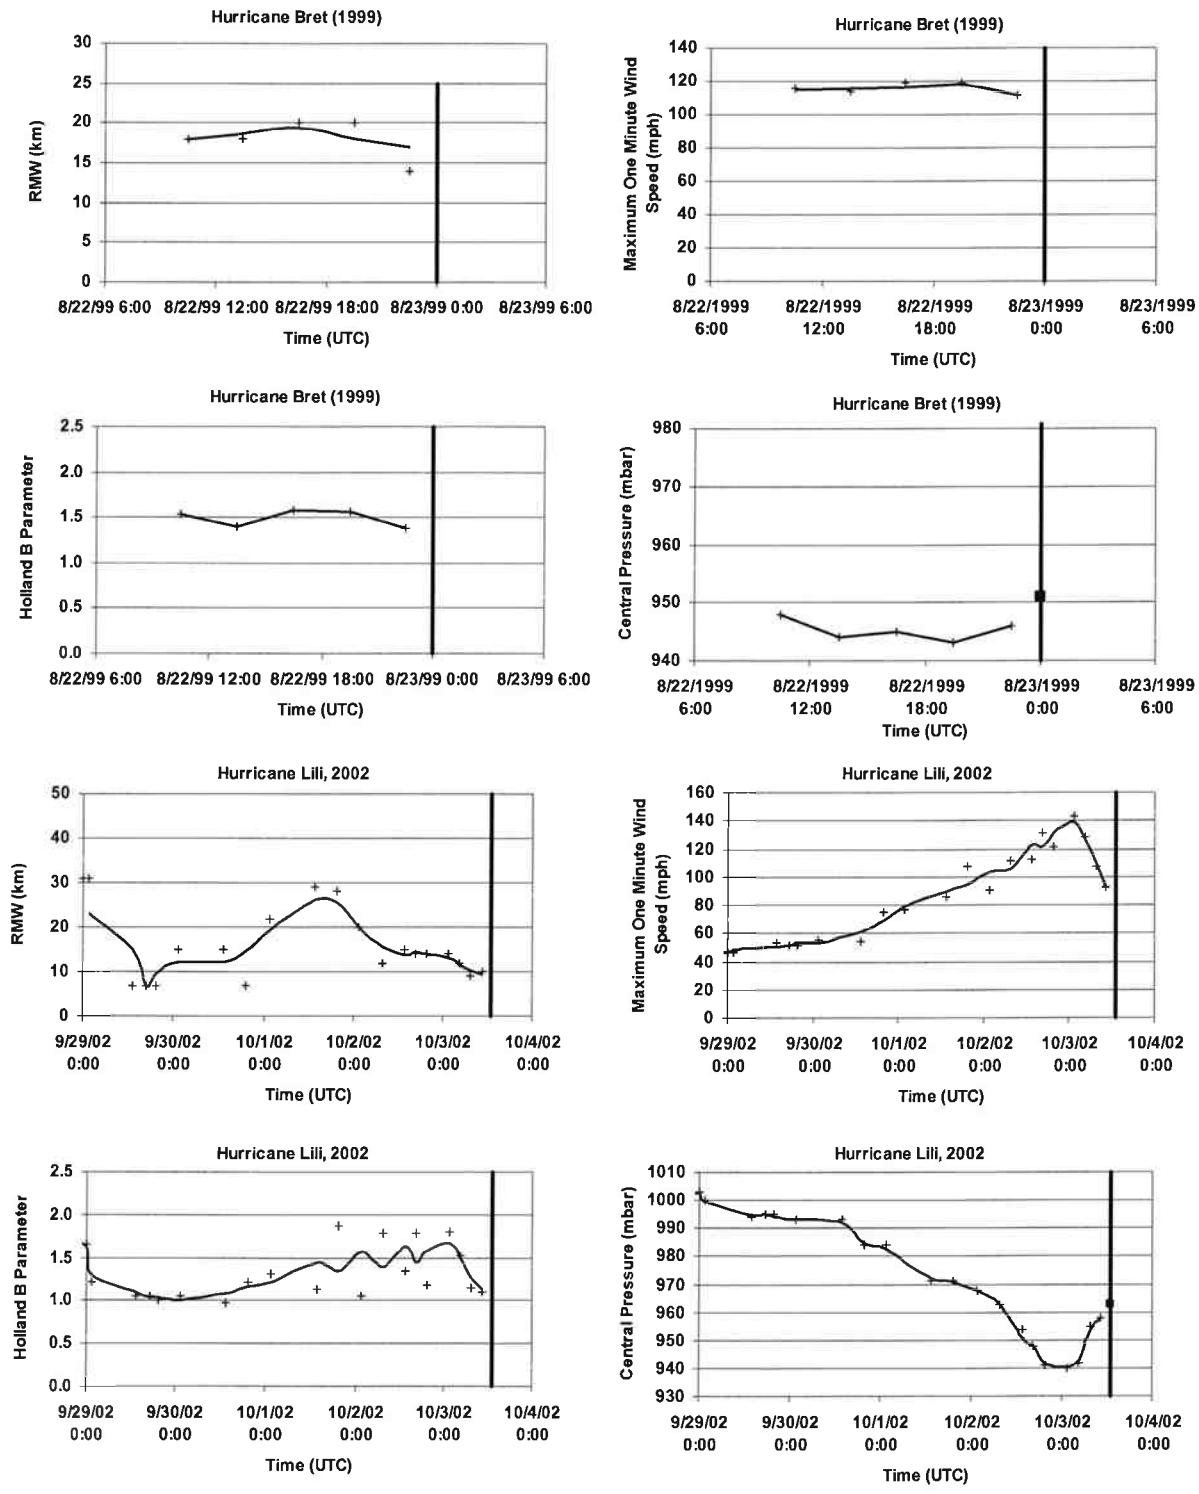 Hurricane Bret (1999)
RMW (km)
30
25
20
15
10
5
0
8/22/99 6:00 8/22/99 12:00 8/22/99 18:00 8/23/99 0:00 8/23/99 6:00
Time (UTC)
Hurricane Bret (1999)
Maximum One Minute Wind
Speed (mph)
140
120
100
80
60
40
20
0
8/22/1999 8/22/1999 8/22/1999 8/23/1999 8/23/1999
6:00 12:00 18:00 0:00 6:00
Time (UTC)
Hurricane Bret (1999)
Holland B Parameter
2.5
2.0
1.5
1.0
0.5
0.0
8/22/99 6:00 8/22/99 12:00 8/22/99 18:00 8/23/99 0:00 8/23/99 6:00
Time (UTC)
Hurricane Bret (1999)
Central Pressure (mbar)
980
970
960
950
940
8/22/1999 8/22/1999 8/22/1999 8/23/1999 8/23/1999
6:00 12:00 18:00 0:00 6:00
Time (UTC)
Hurricane Lili, 2002
RMW (km)
50
40
30
20
10
0
9/29/02 9/30/02 10/1/02 10/2/02 10/3/02 10/4/02
0:00 0:00 0:00 0:00 0:00 0:00
Time (UTC)
Hurricane Lili, 2002
Maximum One Minute Wind
Speed (mph)
160
140
120
100
80
60
40
20
0
9/29/02 9/30/02 10/1/02 10/2/02 10/3/02 10/4/02
0:00 0:00 0:00 0:00 0:00 0:00
Time (UTC)
Hurricane Lili, 2002
Holland B Parameter
2.5
2.0
1.5
1.0
0.5
0.0
9/29/02 9/30/02 10/1/02 10/2/02 10/3/02 10/4/02
0:00 0:00 0:00 0:00 0:00 0:00
Time (UTC)
Hurricane Lili, 2002
Central Pressure (mbar)
1010
1000
990
980
970
960
950
940
930
9/29/02 9/30/02 10/1/02 10/2/02 10/3/02 10/4/02
0:00 0:00 0:00 0:00 0:00 0:00
Time (UTC)